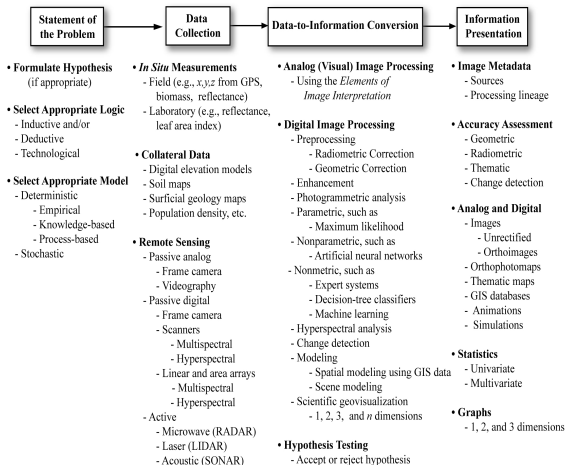 Statement of
the Problem
Data
Collection
Data-to-Information Conversion
Information
Presentation
• Formulate Hypothesis
(if appropriate)
• Select Appropriate Logic
- Inductive and/or
- Deductive
- Technological
• Select Appropriate Model
- Deterministic
- Empirical
- Knowledge-based
- Process-based
- Stochastic
• In Situ Measurements
- Field (e.g., x,y,z from GPS,
biomass, reflectance)
- Laboratory (e.g., reflectance,
leaf area index)
• Collateral Data
- Digital elevation models
- Soil maps
- Surficial geology maps
- Population density, etc.
• Remote Sensing
- Passive analog
- Frame camera
- Videography
- Passive digital
- Frame camera
- Scanners
- Multispectral
- Hyperspectral
- Linear and area arrays
- Multispectral
- Hyperspectral
- Active
- Microwave (RADAR)
- Laser (LIDAR)
- Acoustic (SONAR)
• Analog (Visual) Image Processing
- Using the Elements of
Image Interpretation
• Digital Image Processing
- Preprocessing
- Radiometric Correction
- Geometric Correction
- Enhancement
- Photogrammetric analysis
- Parametric, such as
- Maximum likelihood
- Nonparametric, such as
- Artificial neural networks
- Nonmetric, such as
- Expert systems
- Decision-tree classifiers
- Machine learning
- Hyperspectral analysis
- Change detection
- Modeling
- Spatial modeling using GIS data
- Scene modeling
- Scientific geovisualization
- 1, 2, 3, and n dimensions
• Hypothesis Testing
- Accept or reject hypothesis
• Image Metadata
- Sources
- Processing lineage
• Accuracy Assessment
- Geometric
- Radiometric
- Thematic
- Change detection
• Analog and Digital
- Images
- Unrectified
- Orthoimages
- Orthophotomaps
- Thematic maps
- GIS databases
- Animations
- Simulations
• Statistics
- Univariate
- Multivariate
• Graphs
- 1, 2, and 3 dimensions